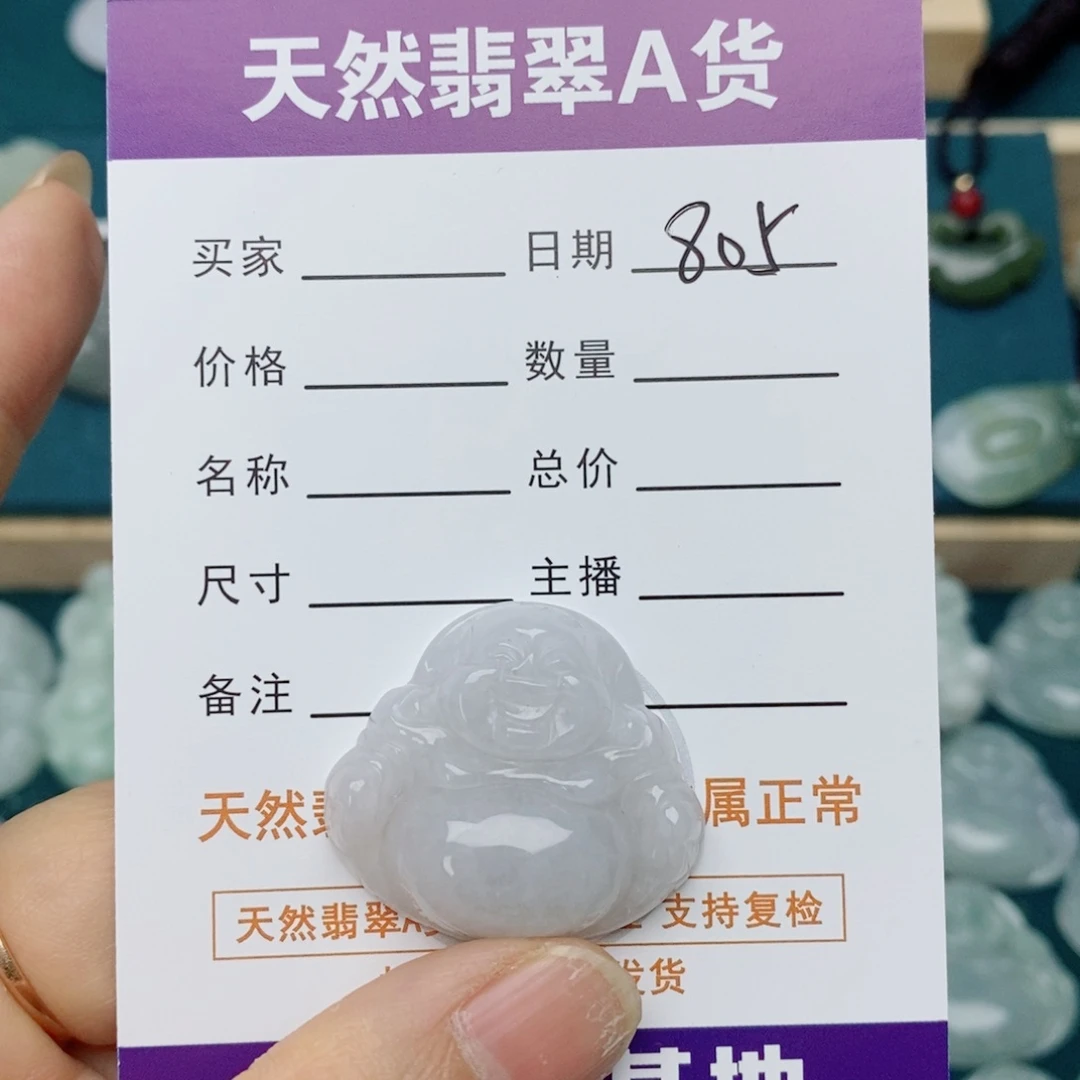 天然翡翠A货
买家 日期 805
价格 数量
名称 总价
尺寸 主播
备注
天然 属正常
天然翡翠 支持复检
发货
基地